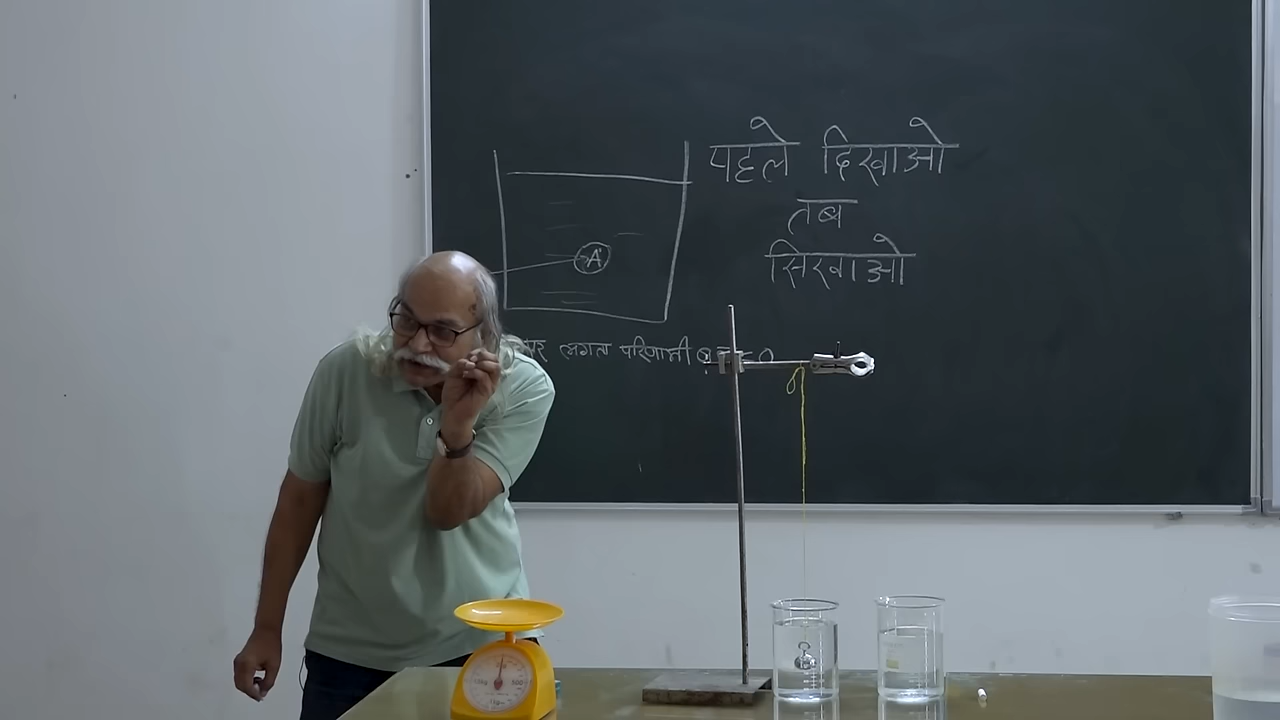 पहले दिखाओ
तब
सिखाओ
A
लगता परिणामी